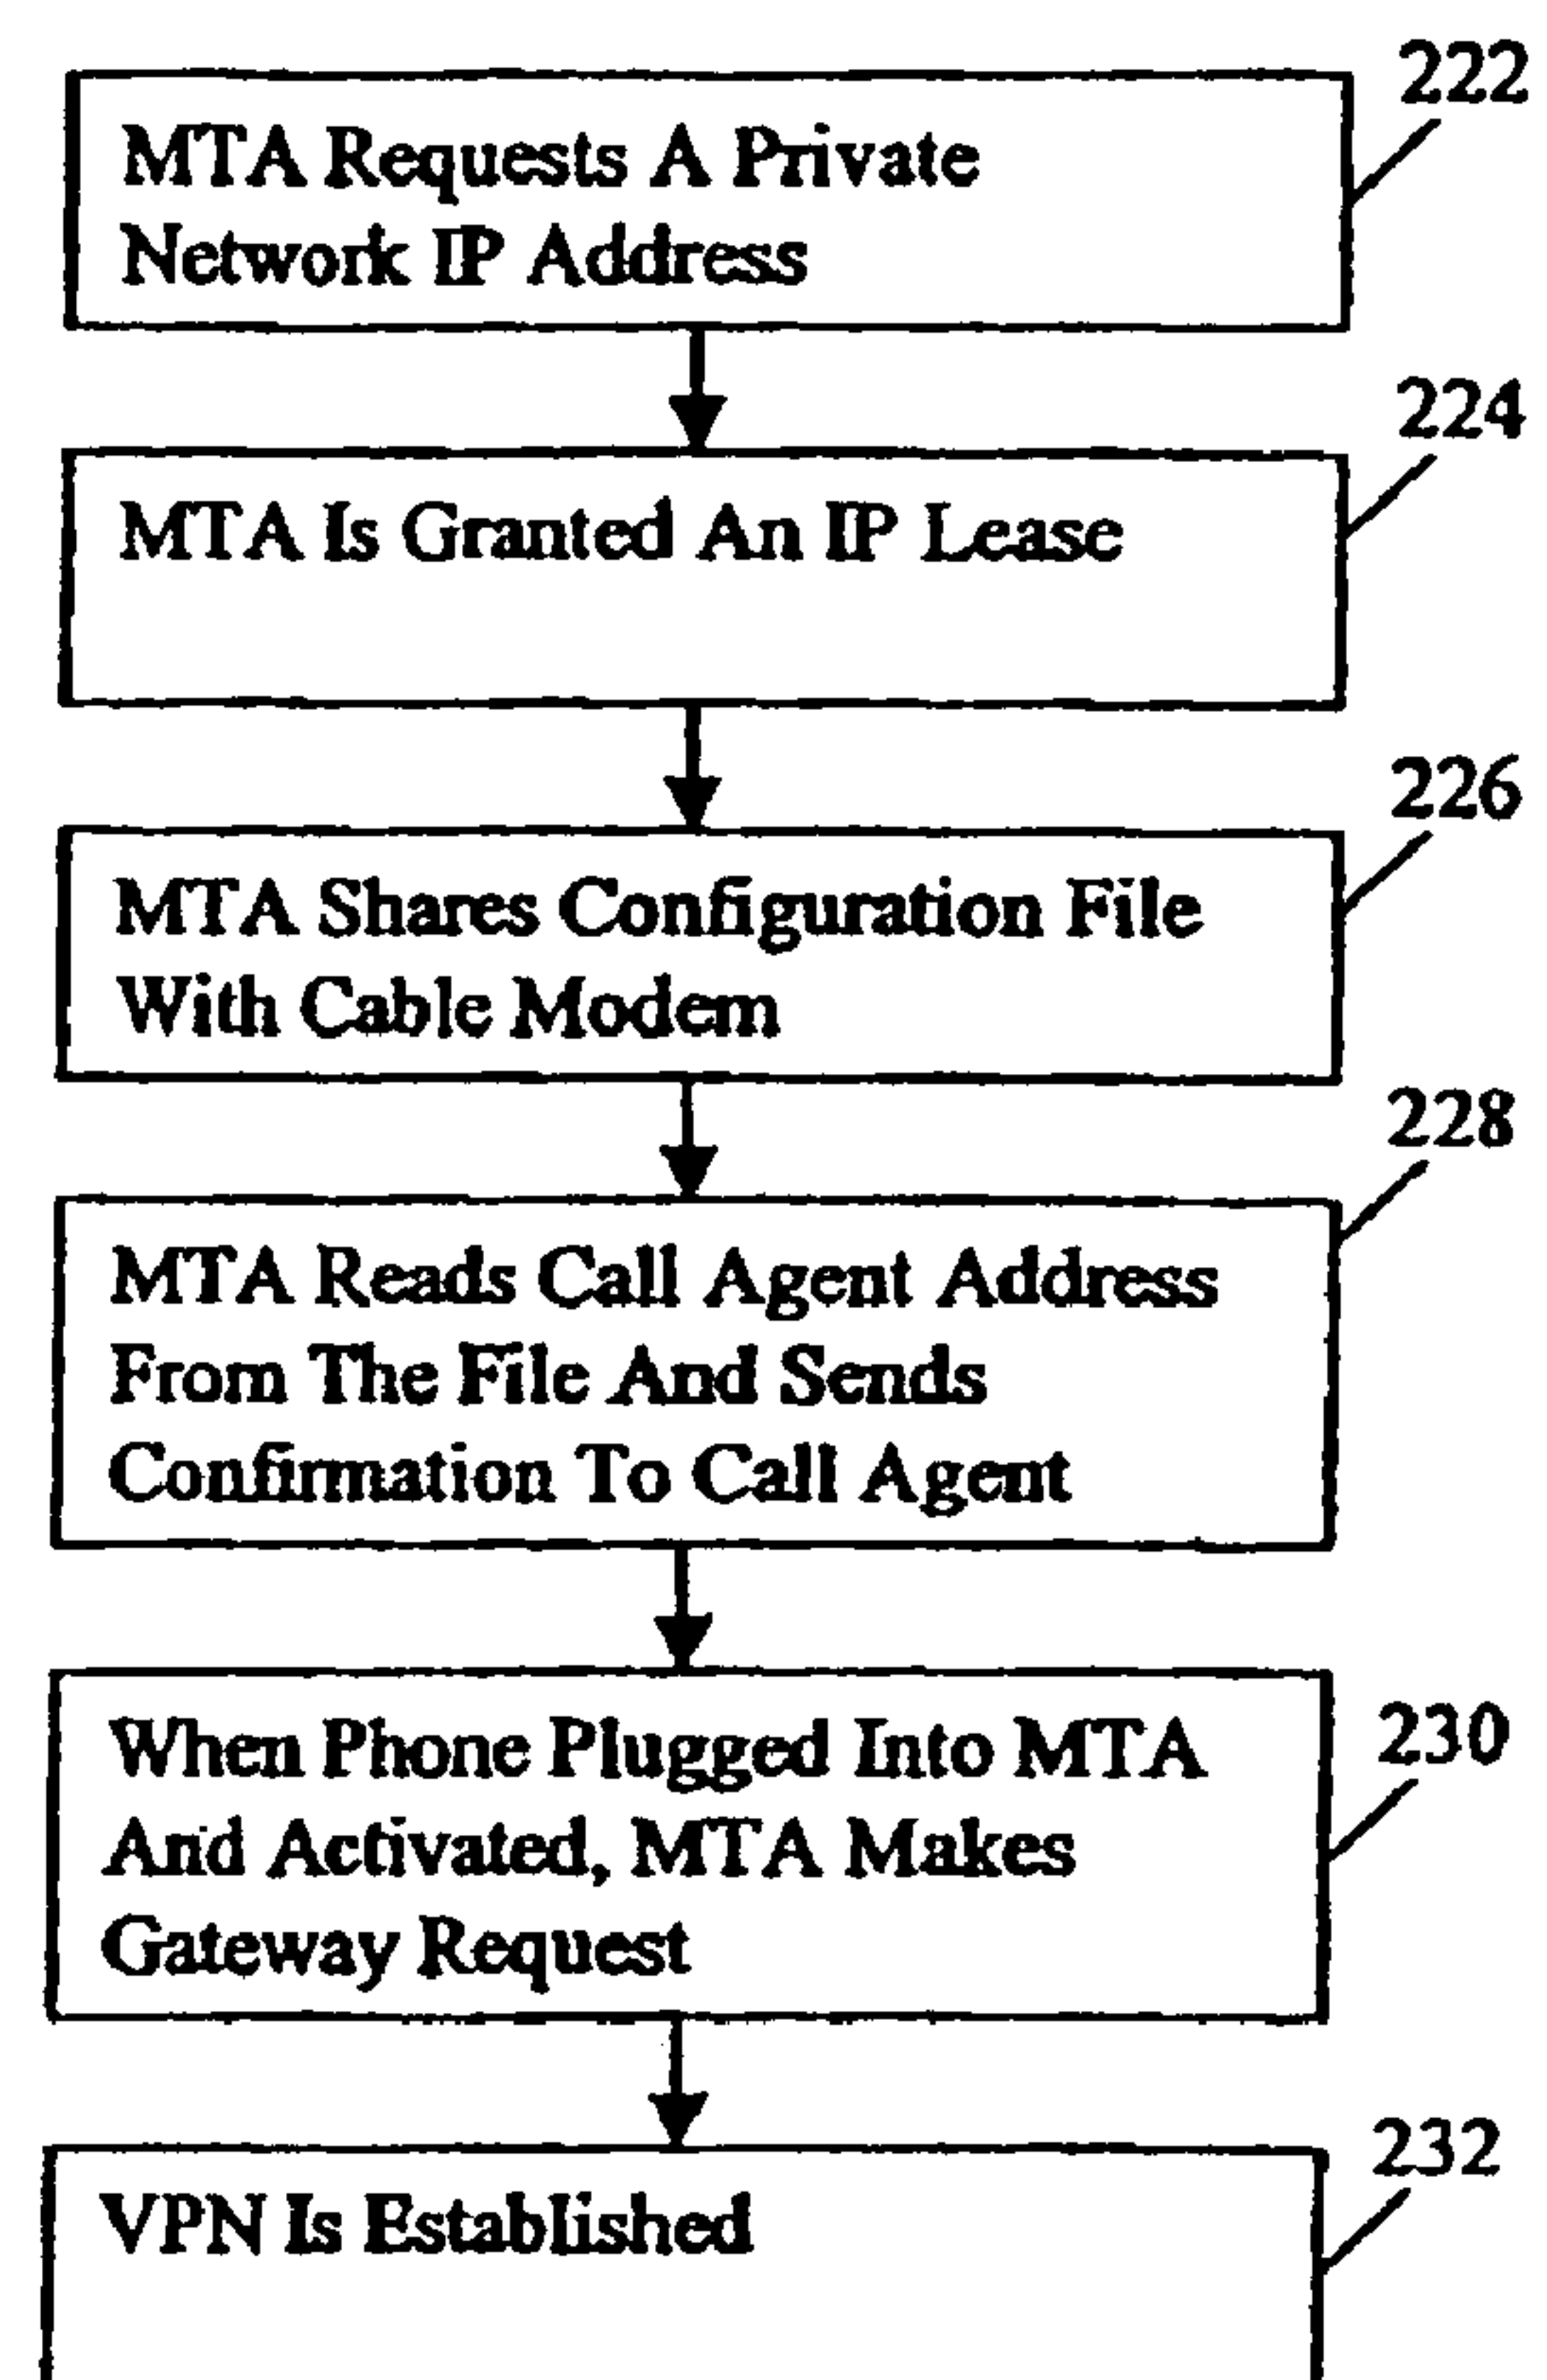 222
MTA Requests A Private
Network IP Address
224
MTA Is Granted An IP Lease
226
MTA Shares Configuration File
With Cable Modem
228
MTA Reads Call Agent Address
From The File And Sends
Confirmation To Call Agent
230
When Phone Plugged Into MTA
And Activated, MTA Makes
Gateway Request
232
VPN Is Established